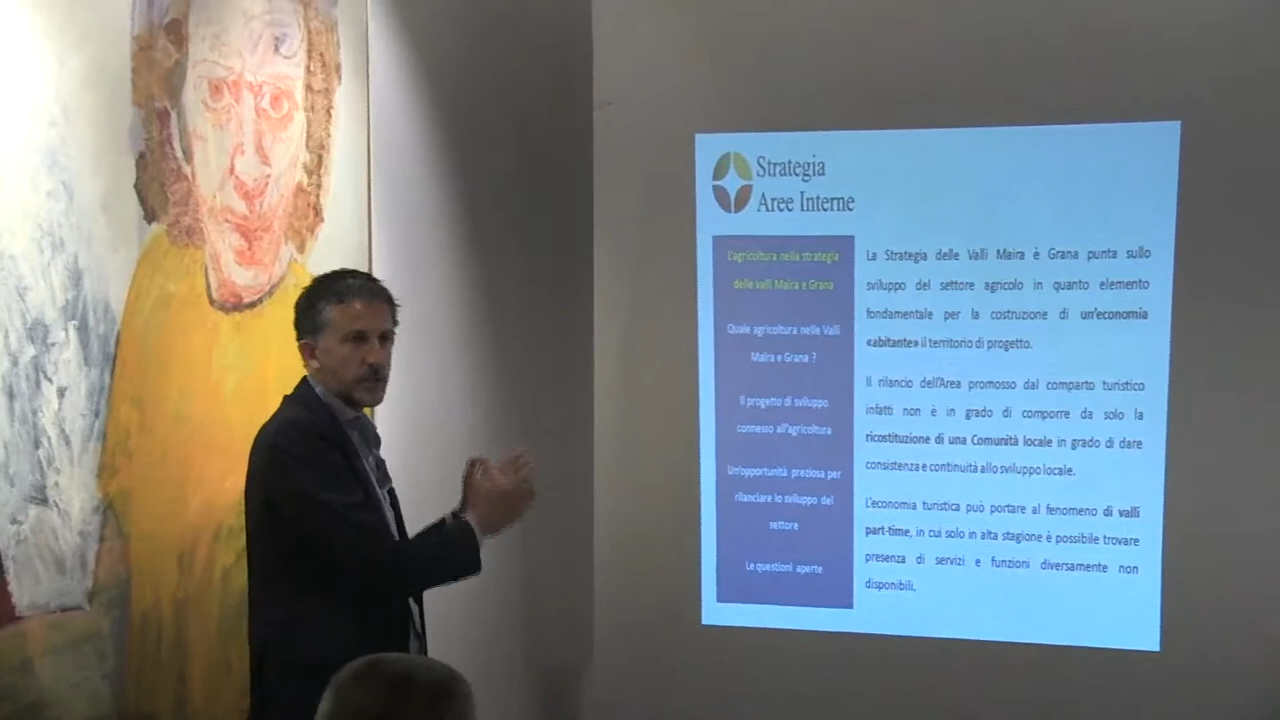 Strategia
Aree Interne
L'agricoltura nella strategia
delle valli Maira e Grana
Quale agricoltura nelle Valli
Maira e Grana ?
Il progetto di sviluppo
connesso all'agricoltura
Un'opportunità preziosa per
rilanciare lo sviluppo del
settore
Le questioni aperte
La Strategia delle Valli Maira è Grana punta sullo
sviluppo del settore agricolo in quanto elemento
fondamentale per la costruzione di un'economia
«abitante» il territorio di progetto.
Il rilancio dell'Area promosso dal comparto turistico
infatti non è in grado di comporre da solo la
ricostituzione di una Comunità locale in grado di dare
consistenza e continuità allo sviluppo locale.
L'economia turistica può portare al fenomeno di valli
part-time, in cui solo in alta stagione è possibile trovare
presenza di servizi e funzioni diversamente non
disponibili.